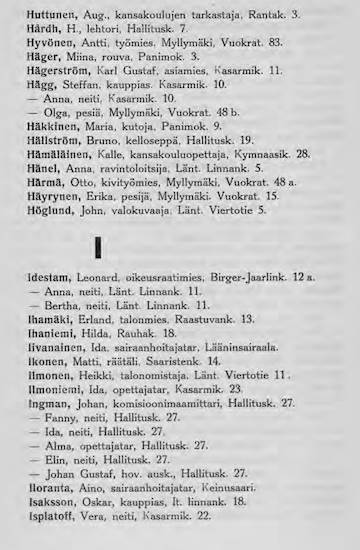 Huttunen, Aug., kansakoulujen tarkastaja, Rantak. 3.
Hårdh, H., lehtori, Hallitusk. 7
Hyvönen, Antti, työmies, Myllymäki, Vuokrat. 83.
Häger, Miina, rouva, Panimok. 3.
Hägerström, Karl Gustaf, asiamies, Kasarmik. 11.
Hägg, Steffan, kauppias. Kasarmik. 10.
— Anna, neiti, Kasarmik. 10.
— Olga, pesiä, Myllymäki, Vuokrat. 48 b.
Häkkinen, Maria, kutoja, Panimok. 9.
Hällström, Bruno, kelloseppä, Hallitusk. 19.
Hämäläinen, Kalle, kansakouluopettaja, Kymnaasik. 28.
Hänel, Anna, ravintoloitsija, Länt. Linnank. 5.
Härmä, Otto, kivityömies, Myllymäki, Vuokrat. 48 a.
Häyrynen, Erika, pesijä, Myllymäki. Vuokrat. 15.
Höglund, John, valokuvaaja, Länt. Viertotie 5.
I
Idestam, Leonard, oikeusraatimies, Birger-Jaarlink. 12 a.
— Anna, neiti, Länt. Linnank. 11.
— Bertha, neiti, Länt. Linnank. 11.
Ihamäki, Erland, talonmies, Raastuvank. 13.
Ihaniemi, Hilda, Rauhak. 18.
Iivanainen, Ida, sairaanhoitajatar, Lääninsairaala.
Ikonen, Matti, räätäli, Saaristenk. 14.
Ilmonen, Heikki, talonomistaja, Länt. Viertotie 11.
Ilmoniemi, Ida, opettajatar, Kasarmik. 23.
Ingman, Johan, komisioonimaamittari, Hallitusk. 27.
— Fanny, neiti, Hallitusk. 27.
— Ida, neiti, Hallitusk. 27.
— Alma, opettajatar, Hallitusk. 27.
— Elin, neiti, Hallitusk. 27.
— Johan Gustaf, hov. ausk., Hallitusk. 27.
Iloranta, Aino, sairaanhoitajatar, Keinusaari.
Isaksson, Oskar, kauppias, It. linnank. 18.
Isplatoff, Vera, neiti, Kasarmik. 22.